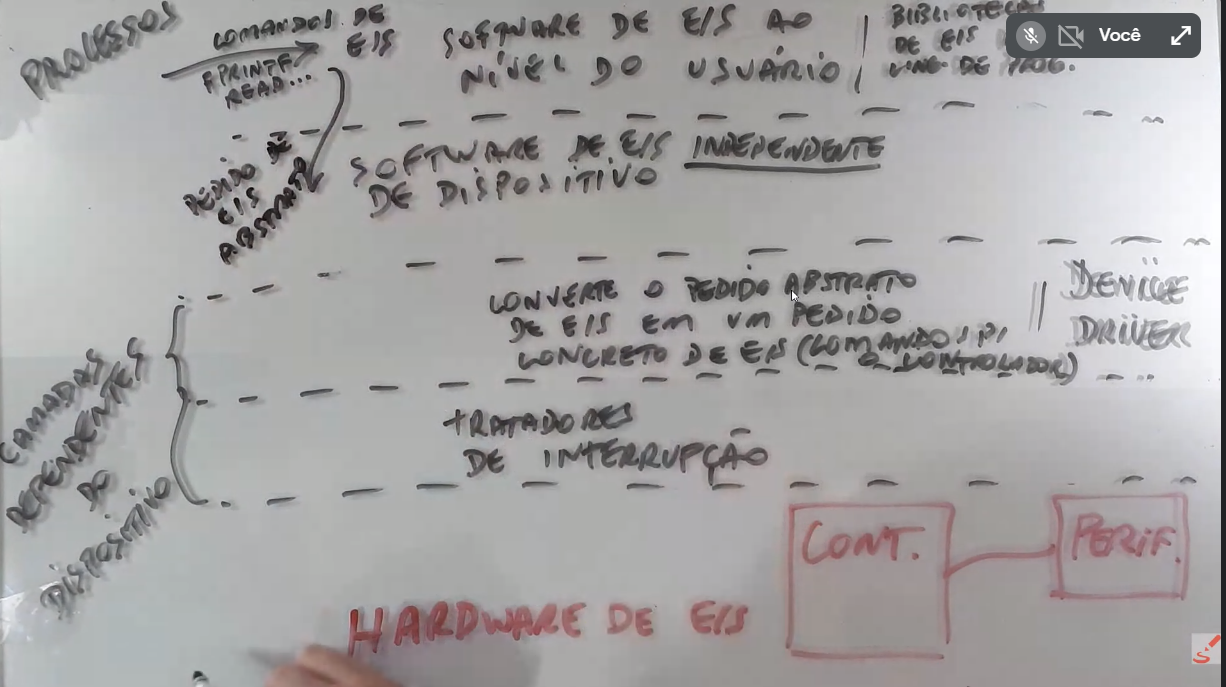 PROCESSOS
COMANDOS DE
E/S
FPRINTF
READ...
SOFTWARE DE E/S AO
NÍVEL DO USUÁRIO
BIBLIOTECAS
DE E/S
LING. DE PROG.
Você
PEDIDO DE
E/S
ABSTRATO
SOFTWARE DE E/S INDEPENDENTE
DE DISPOSITIVO
CONVERTE O PEDIDO ABSTRATO
DE E/S EM UM PEDIDO
CONCRETO DE E/S (COMANDO P/
O CONTROLADOR)
DEVICE
DRIVER
CAMADAS
DEPENDENTES
DO
DISPOSITIVO
TRATADORES
DE INTERRUPÇÃO
CONT.
PERIF.
HARDWARE DE E/S